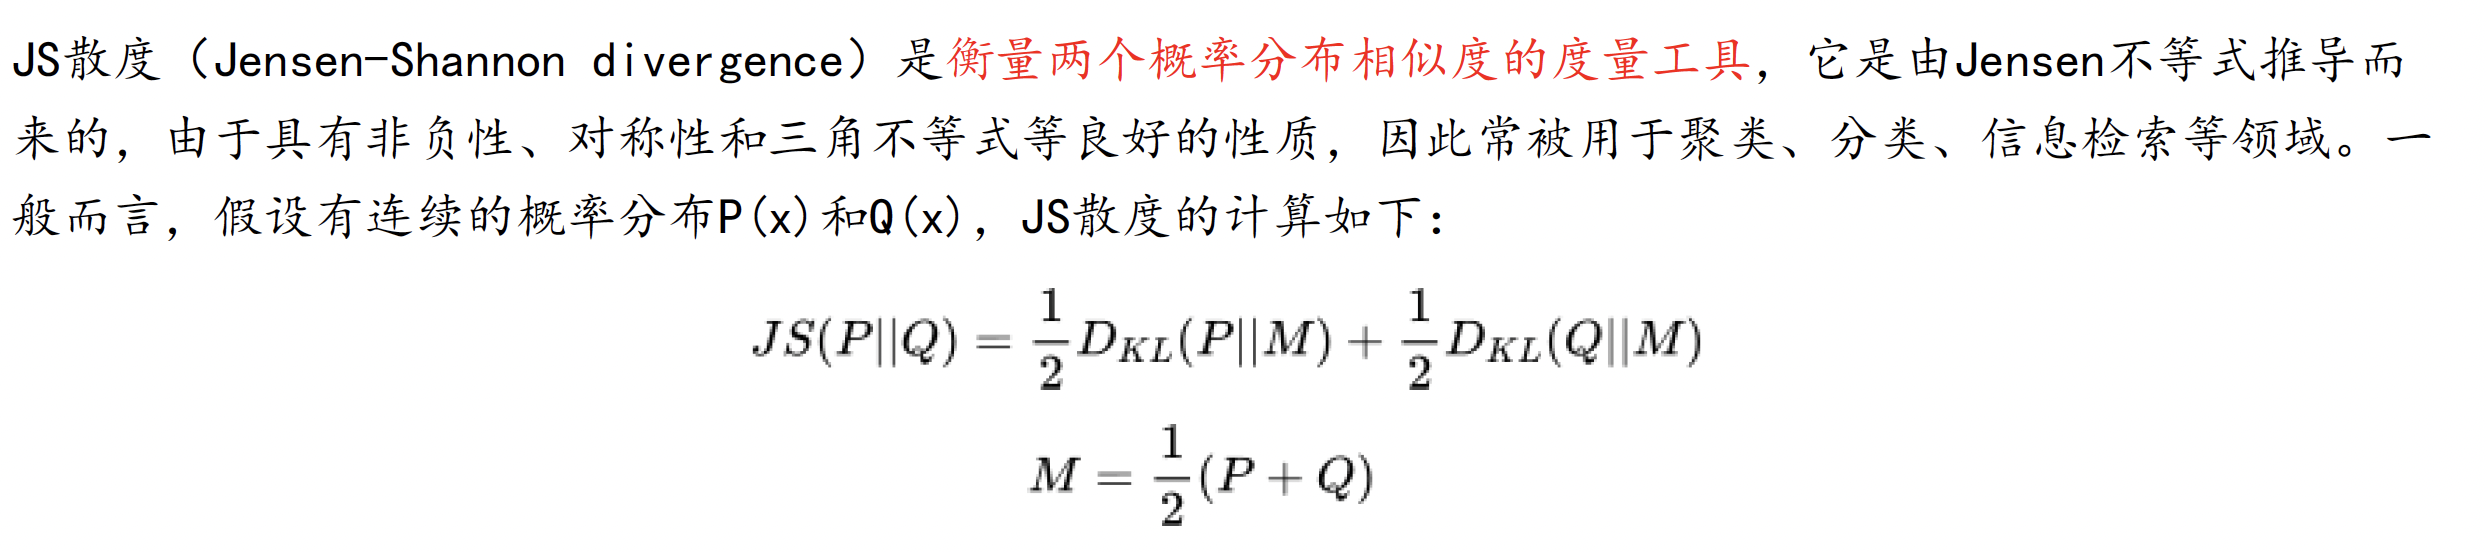 JS散度（Jensen-Shannon divergence）是衡量两个概率分布相似度的度量工具，它是由Jensen不等式推导而
来的，由于具有非负性、对称性和三角不等式等良好的性质，因此常被用于聚类、分类、信息检索等领域。一
般而言，假设有连续的概率分布P(x)和Q(x)，JS散度的计算如下：
JS(P||Q) = \frac{1}{2} D_{KL}(P||M) + \frac{1}{2} D_{KL}(Q||M)
M = \frac{1}{2}(P + Q)